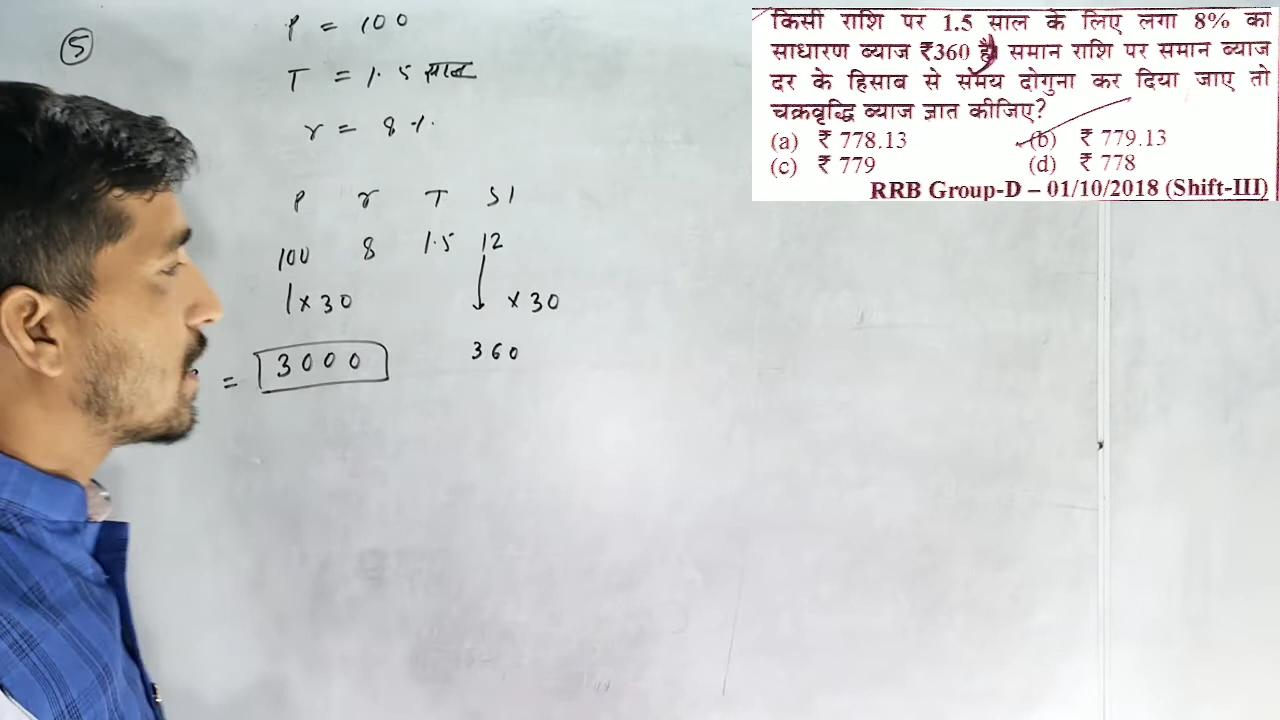 ⑤
P = 100
T = 1.5 साल
r = 8 %
P r T SI
100 8 1.5 12
1 × 30 × 30
= 3000 360
किसी राशि पर 1.5 साल के लिए लगा 8% का
साधारण ब्याज ₹360 है। समान राशि पर समान ब्याज
दर के हिसाब से समय दोगुना कर दिया जाए तो
चक्रवृद्धि ब्याज ज्ञात कीजिए?
(a) ₹ 778.13 (b) ₹ 779.13
(c) ₹ 779 (d) ₹ 778
RRB Group-D – 01/10/2018 (Shift-III)